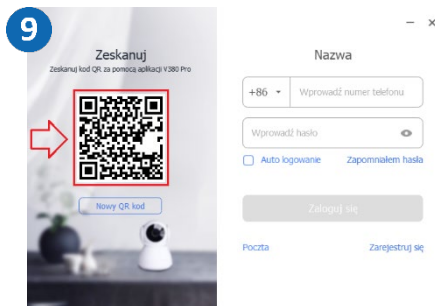 9
Zeskanuj
Zeskanuj kod QR za pomocą aplikacji V380 Pro
Nowy QR kod
Nazwa
+86
Wprowadź numer telefonu
Wprowadź hasło
Auto logowanie
Zapomniałem hasła
Zaloguj się
Poczta
Zarejestruj się